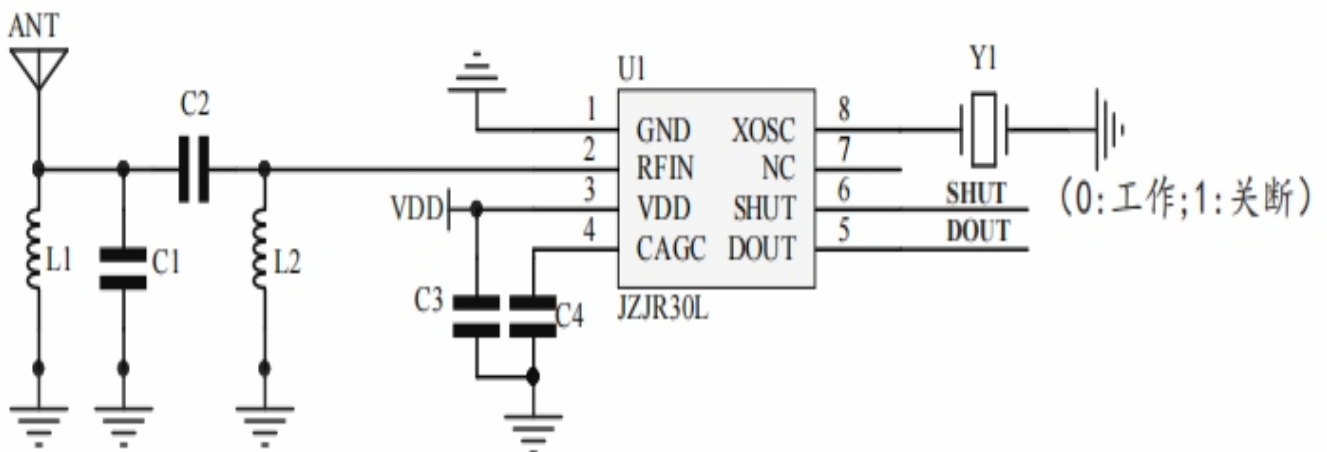 ANT
C2
L1
C1
L2
VDD
C3
C4
U1
1 GND XOSC 8
2 RFIN NC 7
3 VDD SHUT 6 SHUT
4 CAGC DOUT 5 DOUT
JZJR30L
Y1
(0:工作;1:关断)